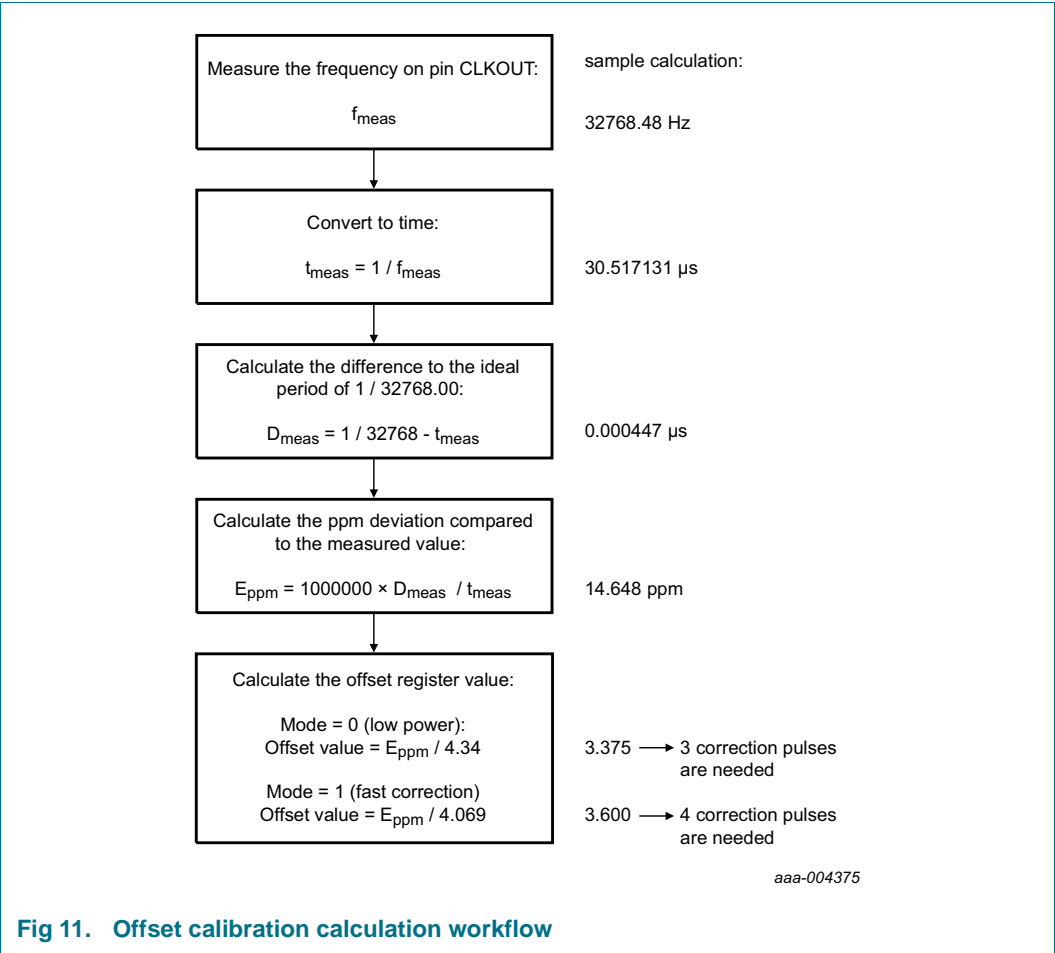 Measure the frequency on pin CLKOUT:
fmeas
sample calculation:
32768.48 Hz
Convert to time:
tmeas = 1 / fmeas
30.517131 μs
Calculate the difference to the ideal
period of 1 / 32768.00:
Dmeas = 1 / 32768 - tmeas
0.000447 μs
Calculate the ppm deviation compared
to the measured value:
Eppm = 1000000 × Dmeas / tmeas
14.648 ppm
Calculate the offset register value:
Mode = 0 (low power):
Offset value = Eppm / 4.34
3.375 → 3 correction pulses
are needed
Mode = 1 (fast correction)
Offset value = Eppm / 4.069
3.600 → 4 correction pulses
are needed
aaa-004375
Fig 11. Offset calibration calculation workflow